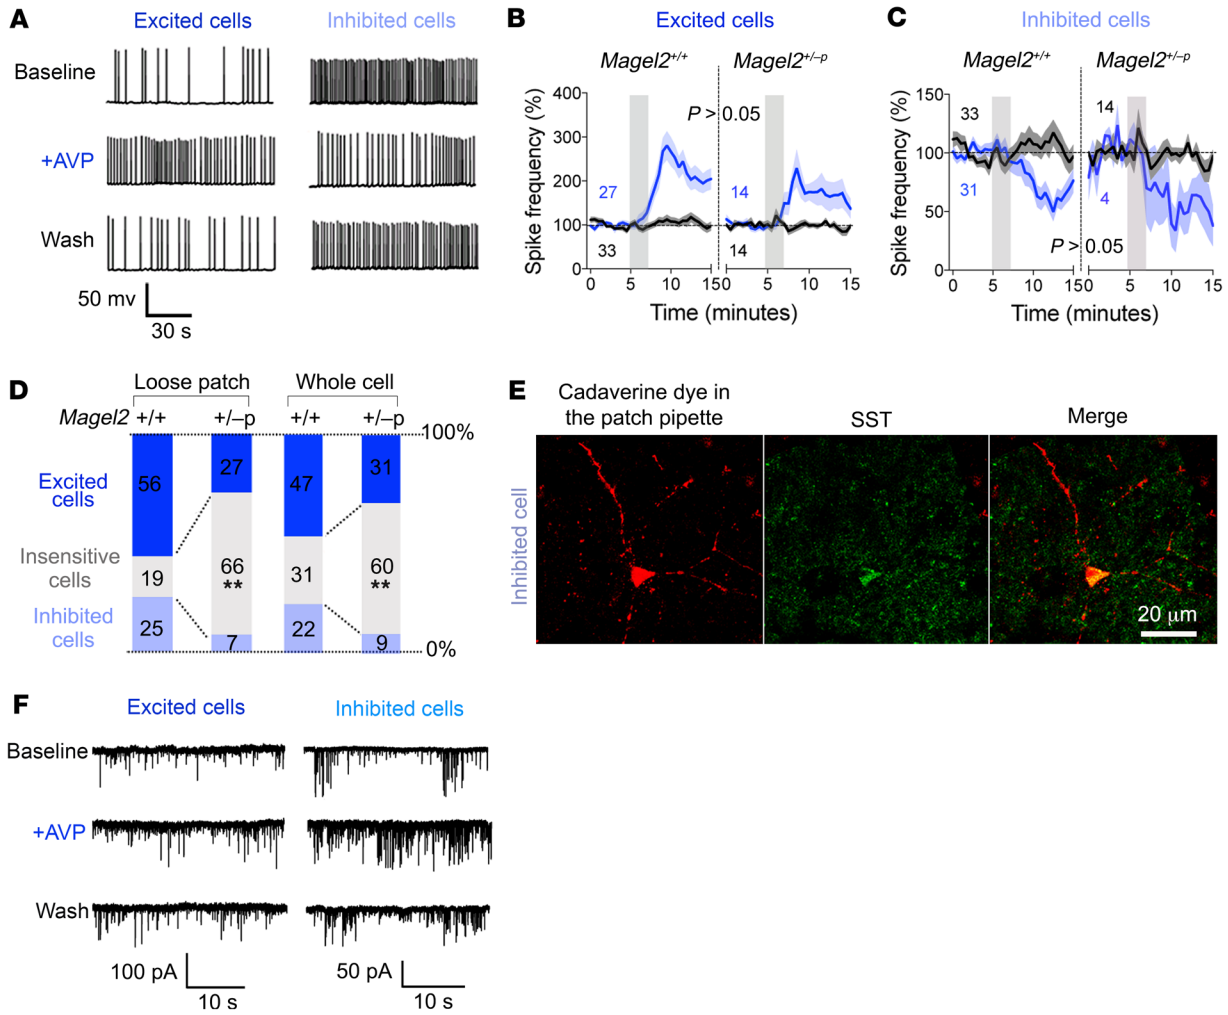 A
Excited cells
Inhibited cells
Baseline
+AVP
Wash
50 mv
30 s
B
Excited cells
Magel2+/+
Magel2+/–p
Spike frequency (%)
400
300
200
100
0
P > 0.05
27
14
33
14
0
5
10
15
5
10
15
Time (minutes)
C
Inhibited cells
Magel2+/+
Magel2+/–p
Spike frequency (%)
150
100
50
0
33
14
31
4
P > 0.05
0
5
10
15
0
5
10
15
Time (minutes)
D
Loose patch
Whole cell
Magel2
+/+
+/–p
+/+
+/–p
100%
Excited
cells
56
27
47
31
Insensitive
cells
19
66
**
31
60
**
Inhibited
cells
25
7
22
9
0%
E
Cadaverine dye in
the patch pipette
SST
Merge
Inhibited cell
20 µm
F
Excited cells
Inhibited cells
Baseline
+AVP
Wash
100 pA
10 s
50 pA
10 s